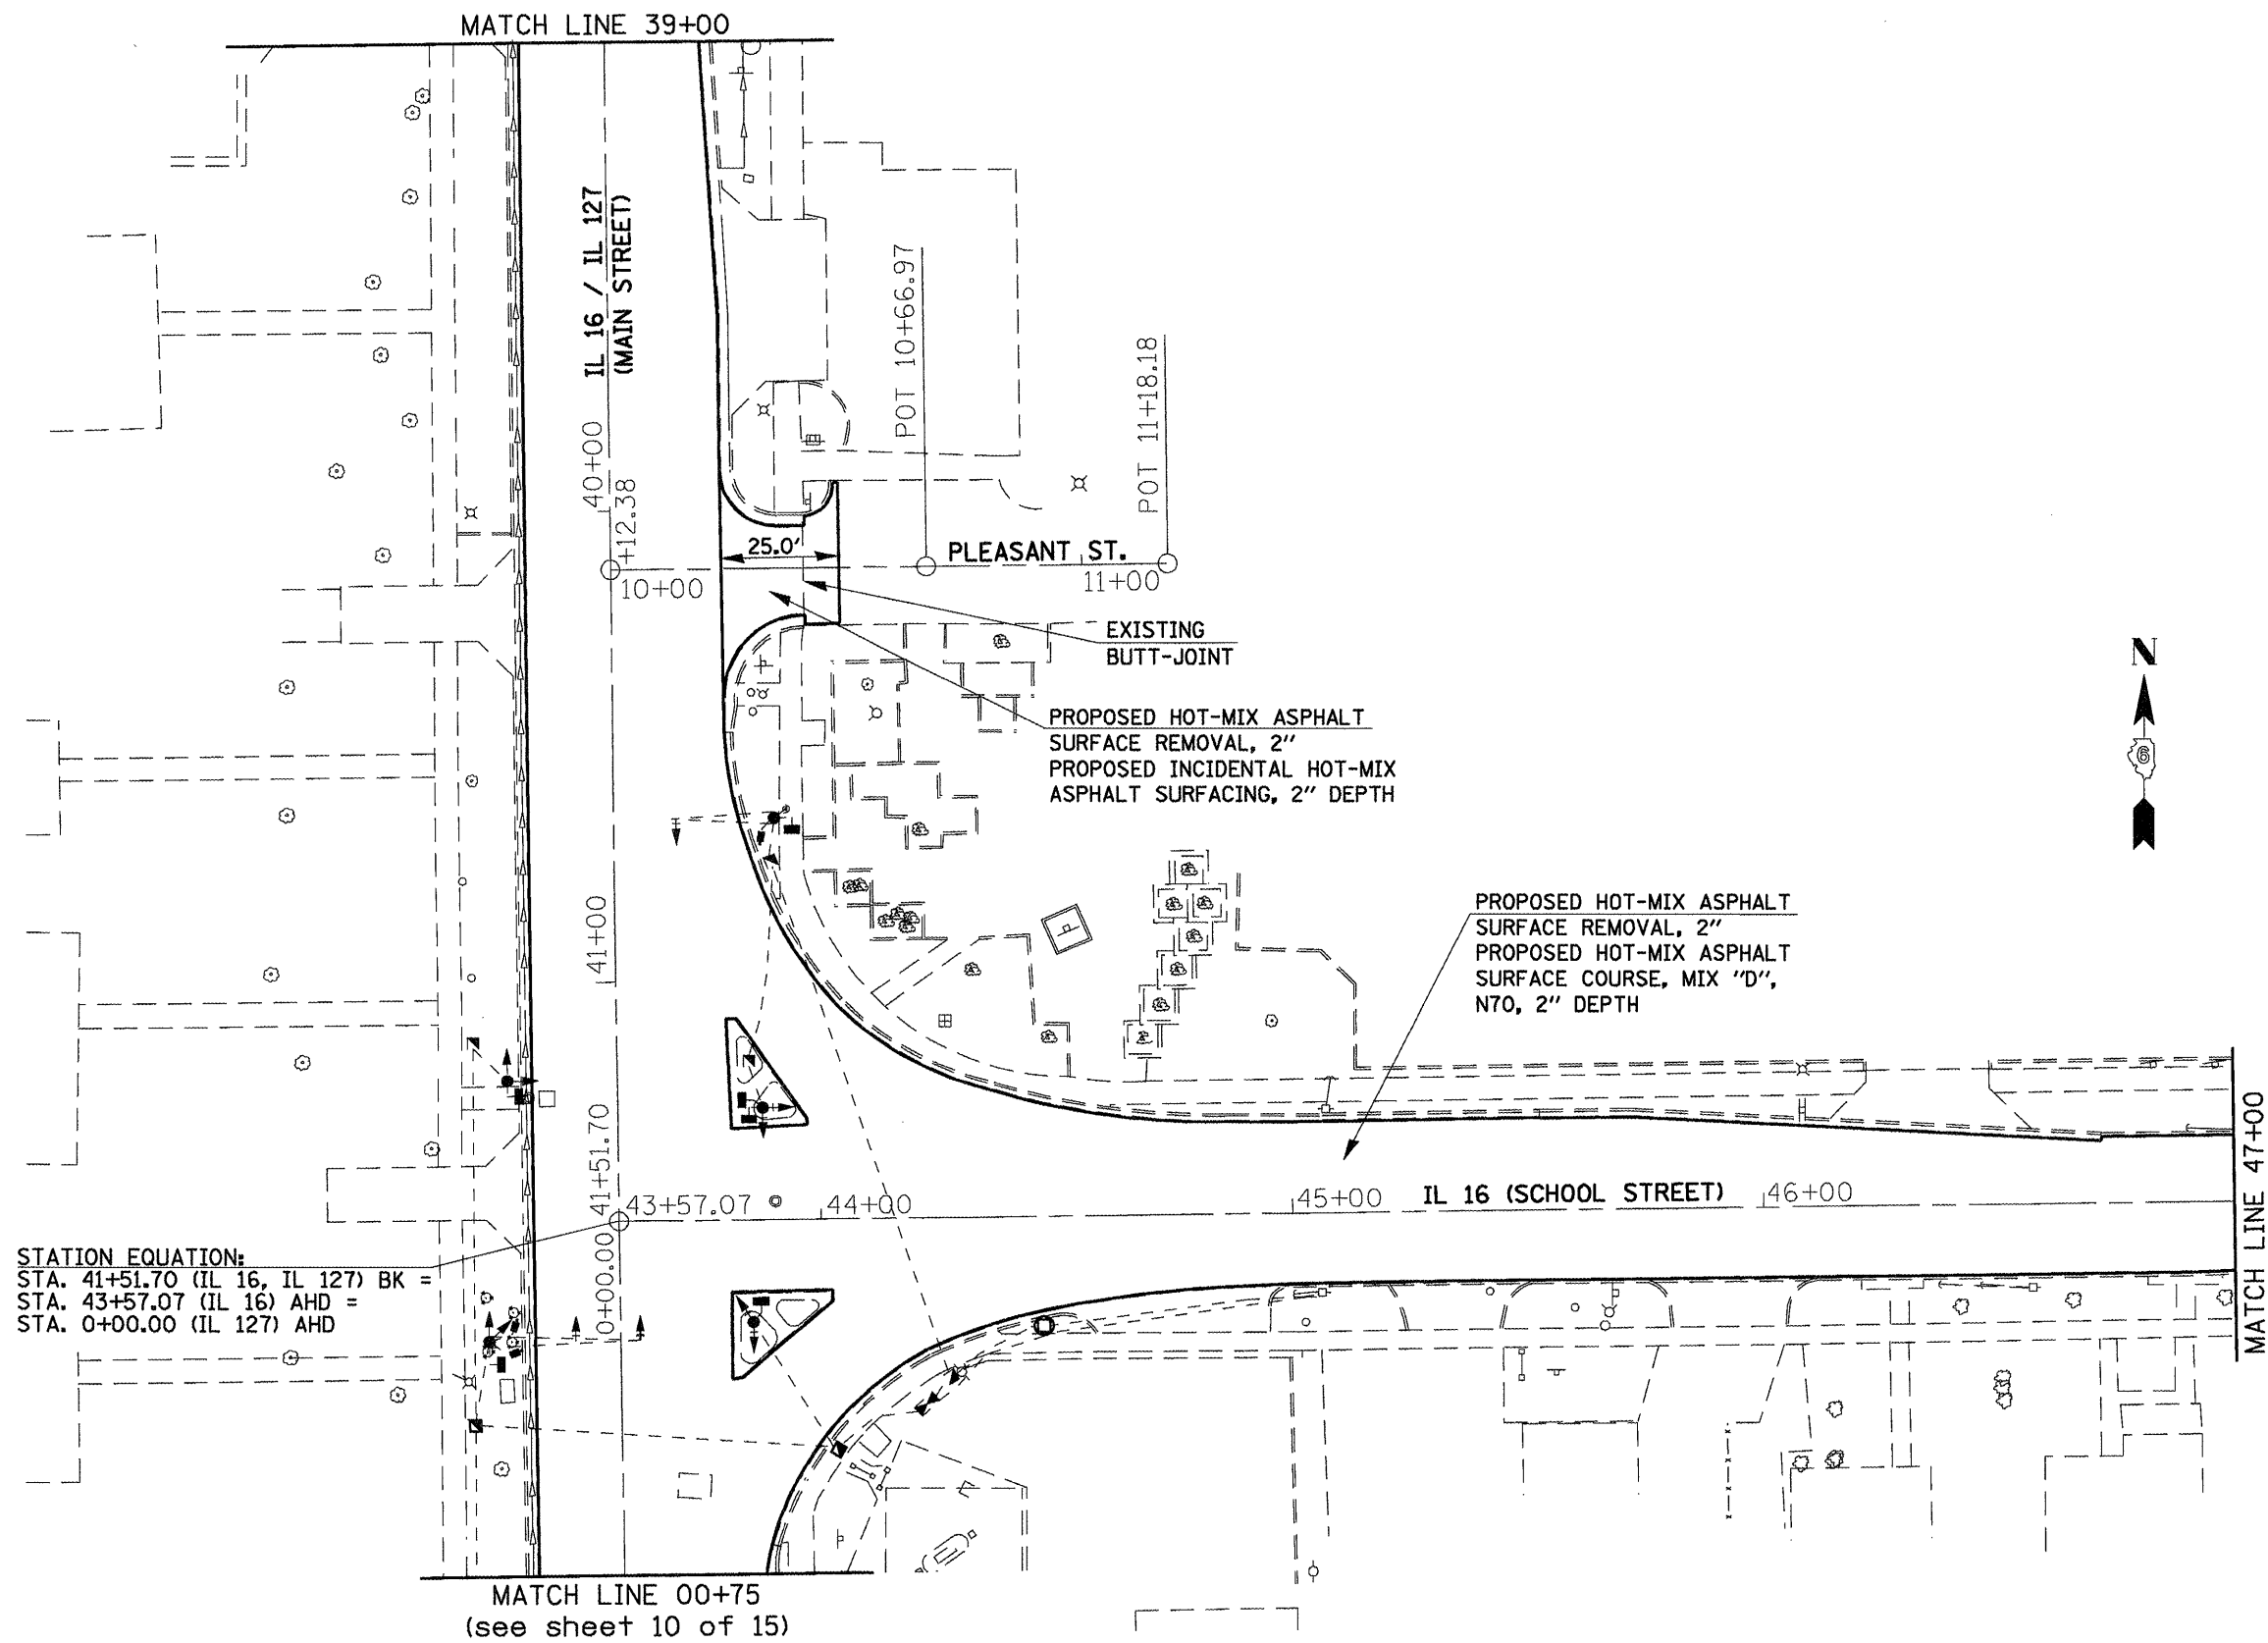 MATCH LINE 39+00
IL 16 / IL 127
(MAIN STREET)
POT 10+66.97
POT 11+18.18
40+00
+12.38
25.0'
PLEASANT ST.
10+00
11+00
EXISTING
BUTT-JOINT
N
6
PROPOSED HOT-MIX ASPHALT
SURFACE REMOVAL, 2"
PROPOSED INCIDENTAL HOT-MIX
ASPHALT SURFACING, 2" DEPTH
41+00
PROPOSED HOT-MIX ASPHALT
SURFACE REMOVAL, 2"
PROPOSED HOT-MIX ASPHALT
SURFACE COURSE, MIX "D",
N70, 2" DEPTH
41+51.70
43+57.07
44+00
45+00
IL 16 (SCHOOL STREET)
46+00
MATCH LINE 47+00
0+00.00
STATION EQUATION:
STA. 41+51.70 (IL 16, IL 127) BK =
STA. 43+57.07 (IL 16) AHD =
STA. 0+00.00 (IL 127) AHD
MATCH LINE 00+75
(see sheet 10 of 15)